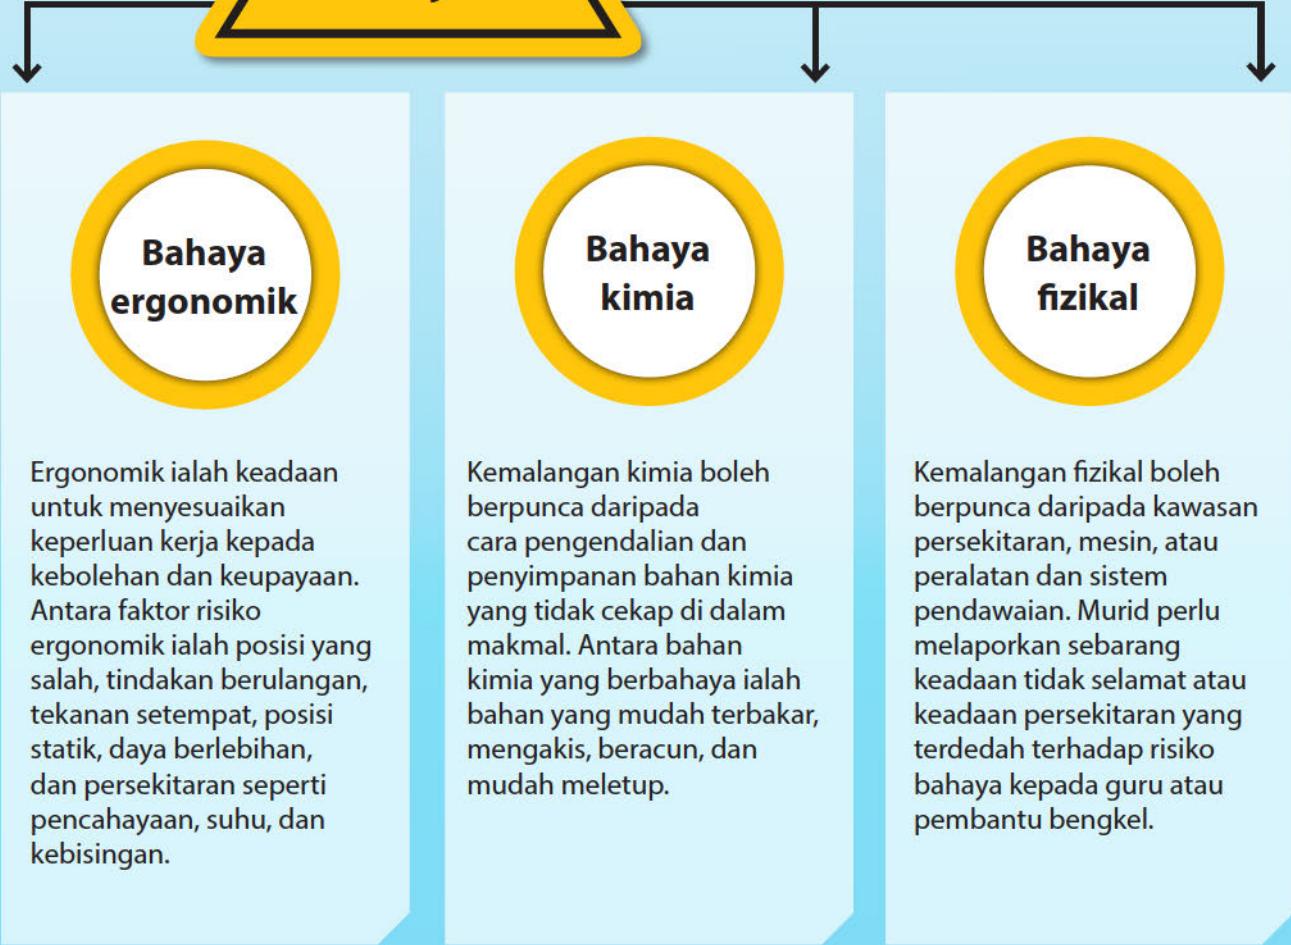 Bahaya
ergonomik
Ergonomik ialah keadaan
untuk menyesuaikan
keperluan kerja kepada
kebolehan dan keupayaan.
Antara faktor risiko
ergonomik ialah posisi yang
salah, tindakan berulangan,
tekanan setempat, posisi
statik, daya berlebihan,
dan persekitaran seperti
pencahayaan, suhu, dan
kebisingan.
Bahaya
kimia
Kemalangan kimia boleh
berpunca daripada
cara pengendalian dan
penyimpanan bahan kimia
yang tidak cekap di dalam
makmal. Antara bahan
kimia yang berbahaya ialah
bahan yang mudah terbakar,
mengakis, beracun, dan
mudah meletup.
Bahaya
fizikal
Kemalangan fizikal boleh
berpunca daripada kawasan
persekitaran, mesin, atau
peralatan dan sistem
pendawaian. Murid perlu
melaporkan sebarang
keadaan tidak selamat atau
keadaan persekitaran yang
terdedah terhadap risiko
bahaya kepada guru atau
pembantu bengkel.